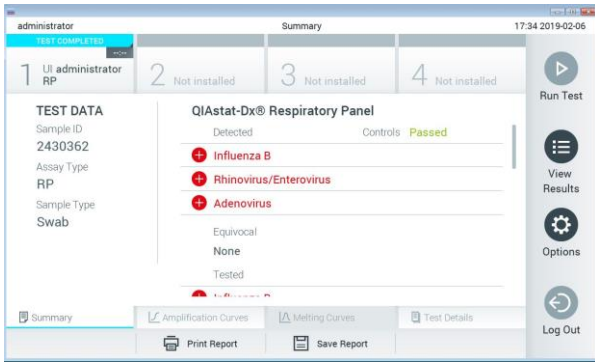 administrator Summary 17:34 2019-02-06
TEST COMPLETED
1 UI administrator RP
2 Not installed
3 Not installed
4 Not installed
Run Test
View Results
Options
Log Out
TEST DATA
Sample ID
2430362
Assay Type
RP
Sample Type
Swab
QIAstat-Dx® Respiratory Panel
Detected Controls Passed
Influenza B
Rhinovirus/Enterovirus
Adenovirus
Equivocal
None
Tested
Influenza B
Summary Amplification Curves Melting Curves Test Details
Print Report Save Report